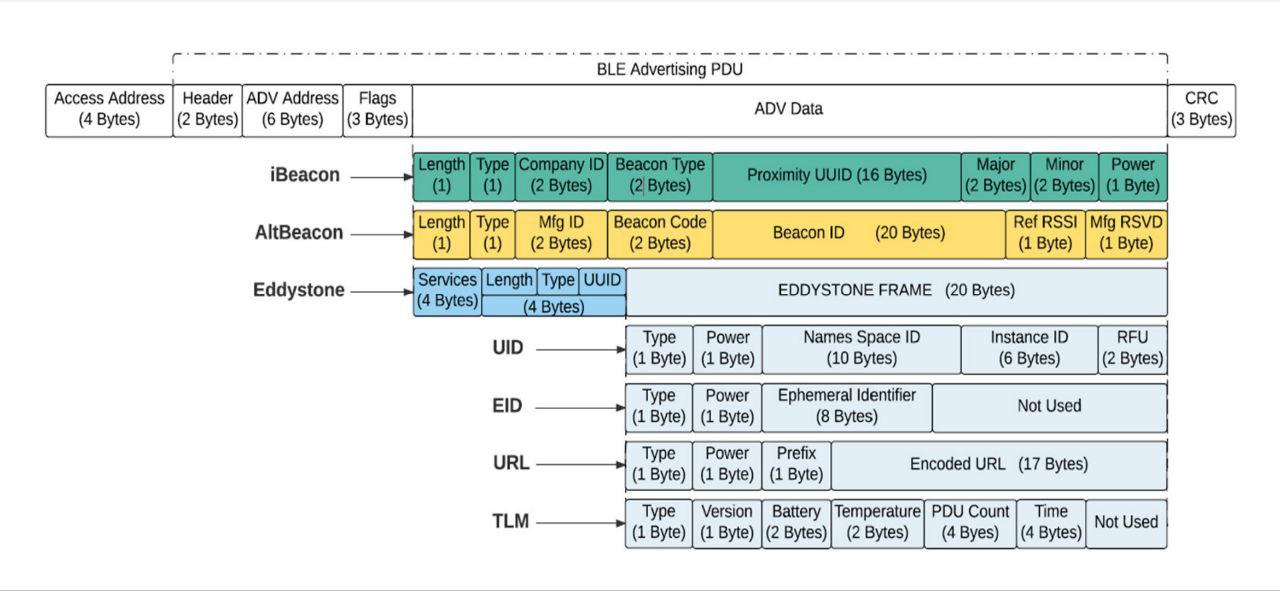 BLE Advertising PDU
Access Address Header ADV Address Flags ADV Data CRC
(4 Bytes) (2 Bytes) (6 Bytes) (3 Bytes) (3 Bytes)
iBeacon Length Type Company ID Beacon Type Proximity UUID (16 Bytes) Major Minor Power
(1) (1) (2 Bytes) (2 Bytes) (2 Bytes) (2 Bytes) (1 Byte)
AltBeacon Length Type Mfg ID Beacon Code Beacon ID (20 Bytes) Ref RSSI Mfg RSVD
(1) (1) (2 Bytes) (2 Bytes) (1 Byte) (1 Byte)
Eddystone Services Length Type UUID EDDYSTONE FRAME (20 Bytes)
(4 Bytes) (4 Bytes)
UID Type Power Names Space ID Instance ID RFU
(1 Byte) (1 Byte) (10 Bytes) (6 Bytes) (2 Bytes)
EID Type Power Ephemeral Identifier Not Used
(1 Byte) (1 Byte) (8 Bytes)
URL Type Power Prefix Encoded URL (17 Bytes)
(1 Byte) (1 Byte) (1 Byte)
TLM Type Version Battery Temperature PDU Count Time Not Used
(1 Byte) (1 Byte) (2 Byyes) (2 Bytes) (4 Byes) (4 Bytes)